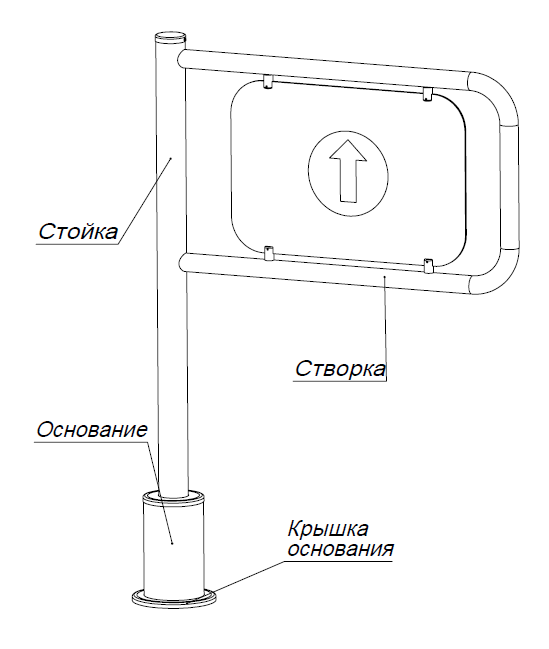 Стойка
Створка
Основание
Крышка
основания